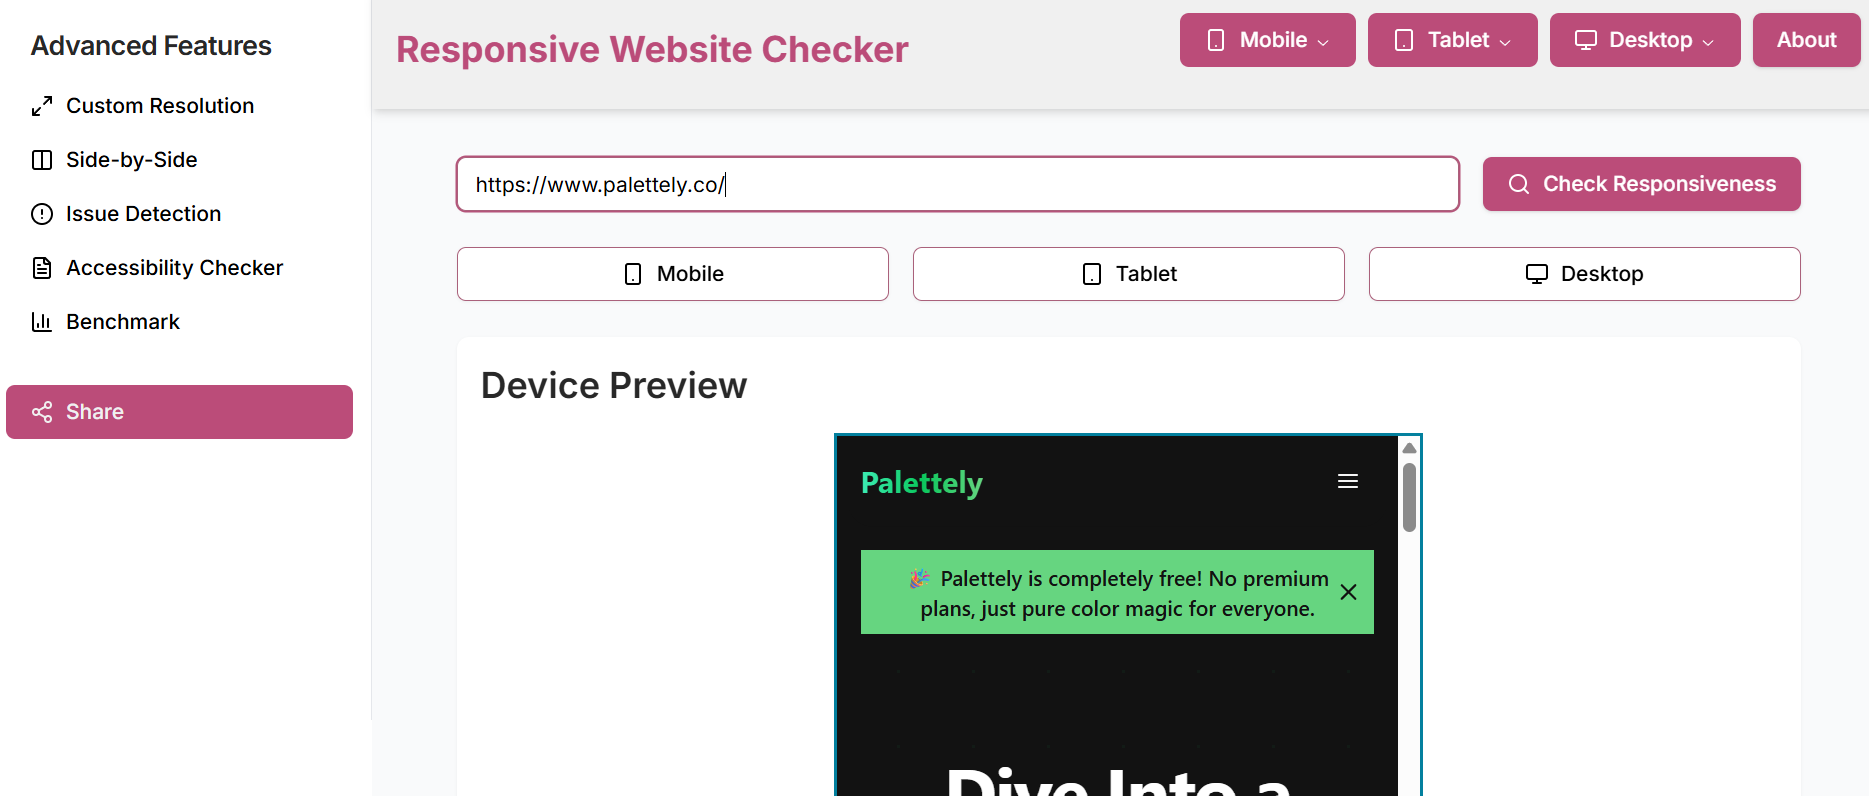 Advanced Features
Custom Resolution
Side-by-Side
Issue Detection
Accessibility Checker
Benchmark
Share
Responsive Website Checker
Mobile
Tablet
Desktop
About
https://www.palettely.co/
Check Responsiveness
Mobile
Tablet
Desktop
Device Preview
Palettely
🎉 Palettely is completely free! No premium
plans, just pure color magic for everyone.
Dive Into a